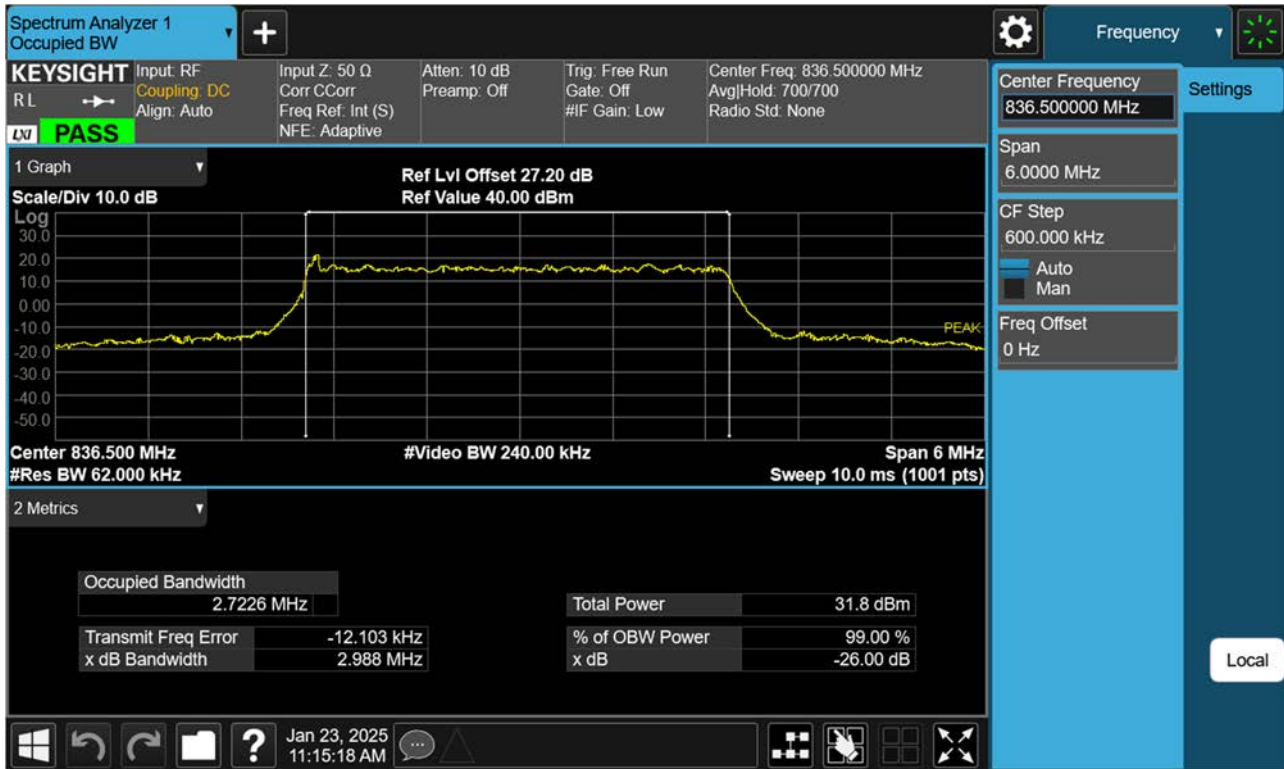 Spectrum Analyzer 1
Occupied BW
Frequency
KEYSIGHT
R L
LXI
PASS
Input: RF
Coupling: DC
Align: Auto
Input Z: 50 Ω
Corr CCorr
Freq Ref: Int (S)
NFE: Adaptive
Atten: 10 dB
Preamp: Off
Trig: Free Run
Gate: Off
#IF Gain: Low
Center Freq: 836.500000 MHz
Avg|Hold: 700/700
Radio Std: None
Center Frequency
836.500000 MHz
Settings
Span
6.0000 MHz
CF Step
600.000 kHz
Auto
Man
Freq Offset
0 Hz
Local
1 Graph
Scale/Div 10.0 dB
Ref Lvl Offset 27.20 dB
Ref Value 40.00 dBm
Log
30.0
20.0
10.0
0.00
-10.0
-20.0
-30.0
-40.0
-50.0
PEAK
Center 836.500 MHz
#Video BW 240.00 kHz
Span 6 MHz
#Res BW 62.000 kHz
Sweep 10.0 ms (1001 pts)
2 Metrics
Occupied Bandwidth
2.7226 MHz
Total Power 31.8 dBm
Transmit Freq Error -12.103 kHz
% of OBW Power 99.00 %
x dB Bandwidth 2.988 MHz
x dB -26.00 dB
?
Jan 23, 2025
11:15:18 AM